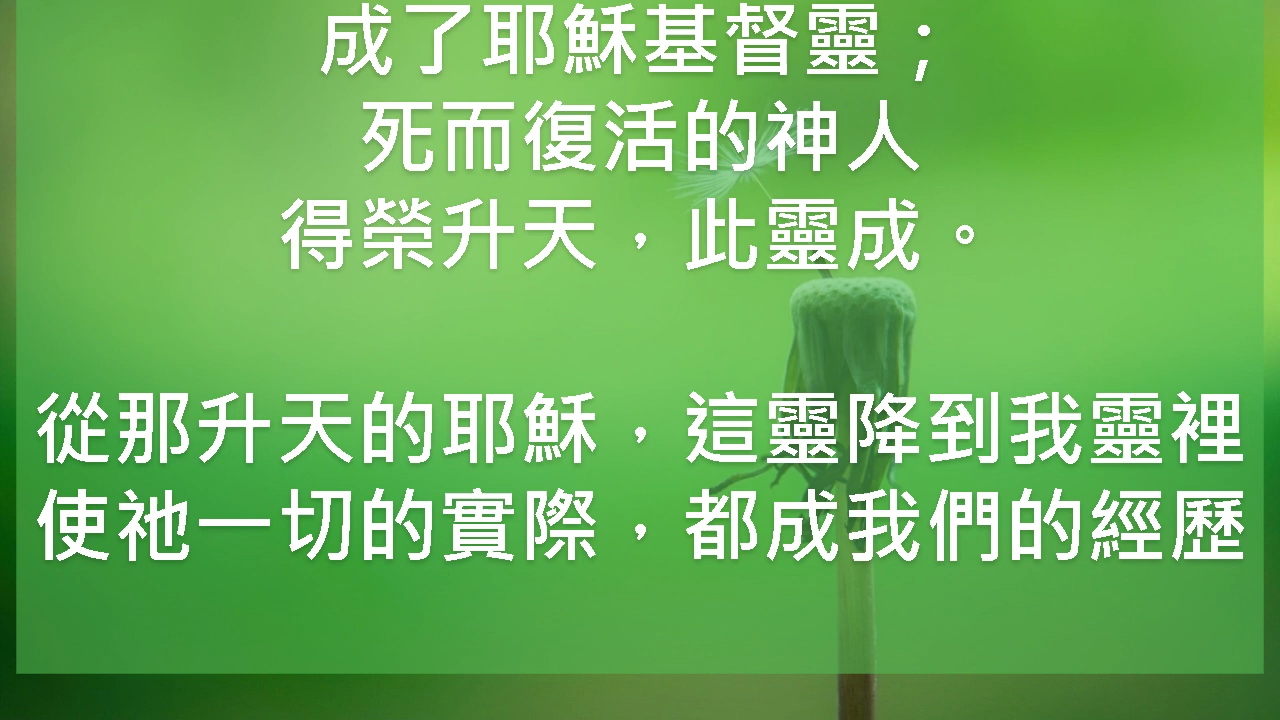 成了耶穌基督靈；
死而復活的神人
得榮升天，此靈成。
從那升天的耶穌，這靈降到我靈裡
使祂一切的實際，都成我們的經歷